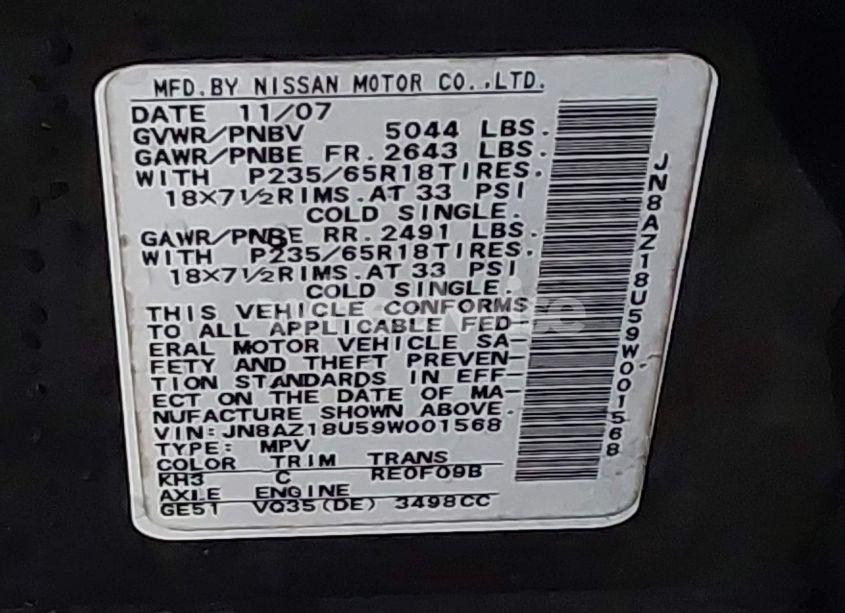 MFD.BY NISSAN MOTOR CO.,LTD.
DATE 11/07
GVWR/PNBV 5044 LBS.
GAWR/PNBE FR.2643 LBS.
WITH P235/65R18TIRES.
18X7½RIMS.AT 33 PSI
COLD SINGLE.
GAWR/PNBE RR.2491 LBS.
WITH P235/65R18TIRES.
18X7½RIMS.AT 33 PSI
COLD SINGLE.
THIS VEHICLE CONFORMS
TO ALL APPLICABLE FED-
ERAL MOTOR VEHICLE SA-
FETY AND THEFT PREVEN-
TION STANDARDS IN EFF-
ECT ON THE DATE OF MA-
NUFACTURE SHOWN ABOVE.
VIN:JN8AZ18U59W001568
TYPE: MPV
COLOR TRIM TRANS
KH3 C RE0F09B
AXLE ENGINE
GE51 VQ35(DE) 3498CC
JN8AZ18U59W001568